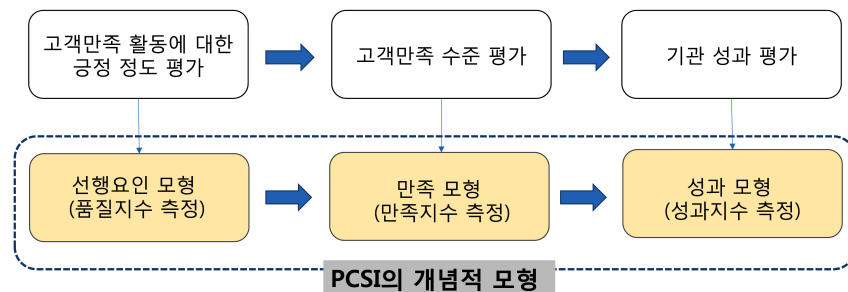 고객만족 활동에 대한
긍정 정도 평가
고객만족 수준 평가
기관 성과 평가
선행요인 모형
(품질지수 측정)
만족 모형
(만족지수 측정)
성과 모형
(성과지수 측정)
PCSI의 개념적 모형